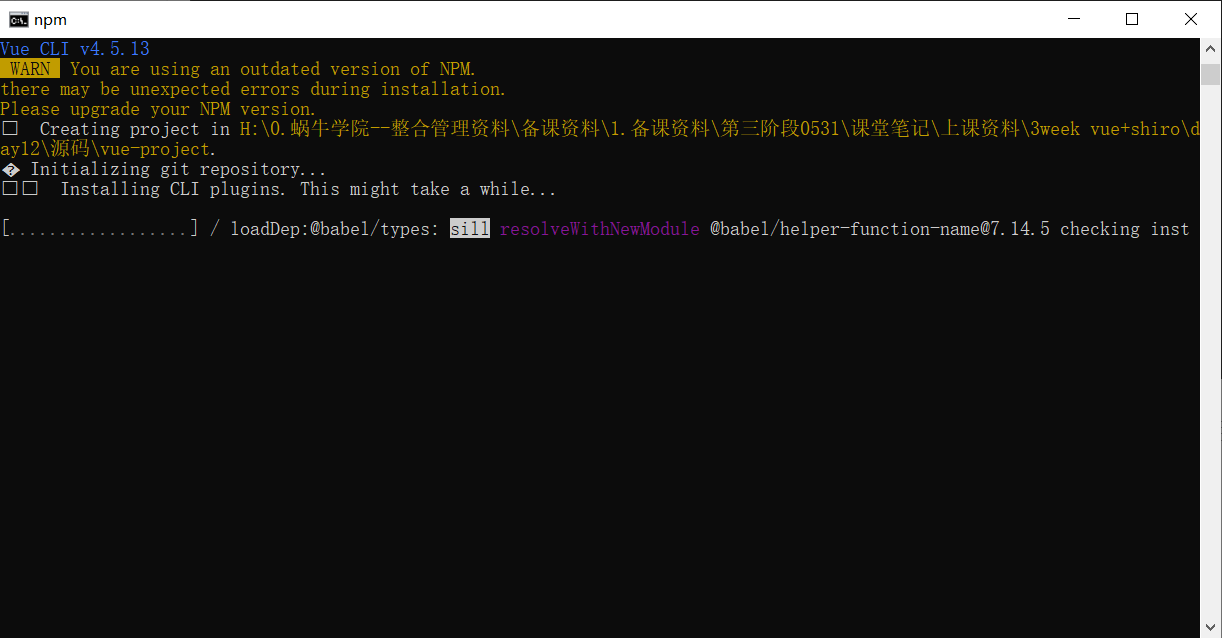 npm
Vue CLI v4.5.13
WARN You are using an outdated version of NPM.
there may be unexpected errors during installation.
Please upgrade your NPM version.
Creating project in H:\0.蜗牛学院--整合管理资料\备课资料\1.备课资料\第三阶段0531\课堂笔记\上课资料\3week vue+shiro\d
ay12\源码\vue-project.
� Initializing git repository...
Installing CLI plugins. This might take a while...
[..................] / loadDep:@babel/types: sill resolveWithNewModule @babel/helper-function-name@7.14.5 checking inst